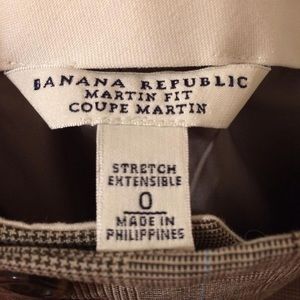 BANANA REPUBLIC
MARTIN FIT
COUPE MARTIN
STRETCH
EXTENSIBLE
0
MADE IN
PHILIPPINES